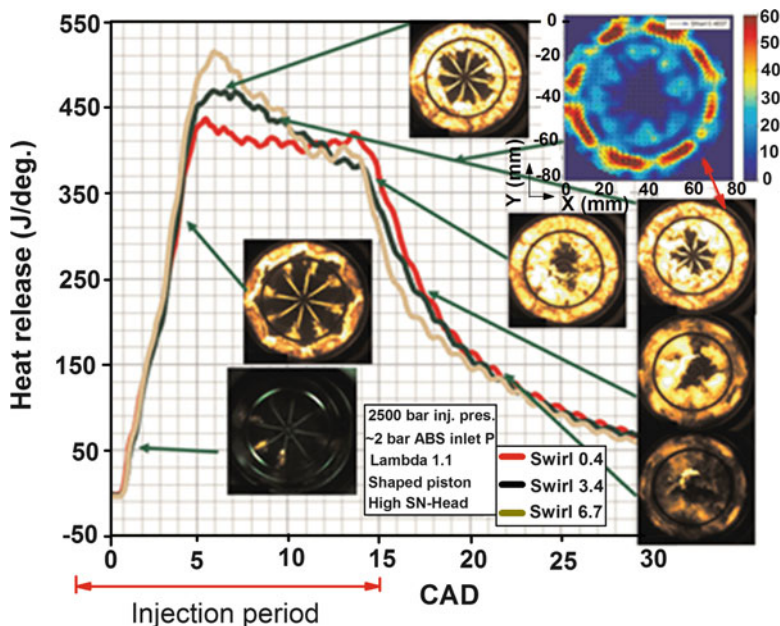 550
450
350
250
150
50
-50
Heat release (J/deg.)
0
5
10
15
20
25
30
CAD
Injection period
2500 bar inj. pres.
~2 bar ABS inlet P
Lambda 1.1
Shaped piston
High SN-Head
Swirl 0.4
Swirl 3.4
Swirl 6.7
0
-20
-40
-60
-80
Y (mm)
0
20
40
60
80
X (mm)
60
50
40
30
20
10
0